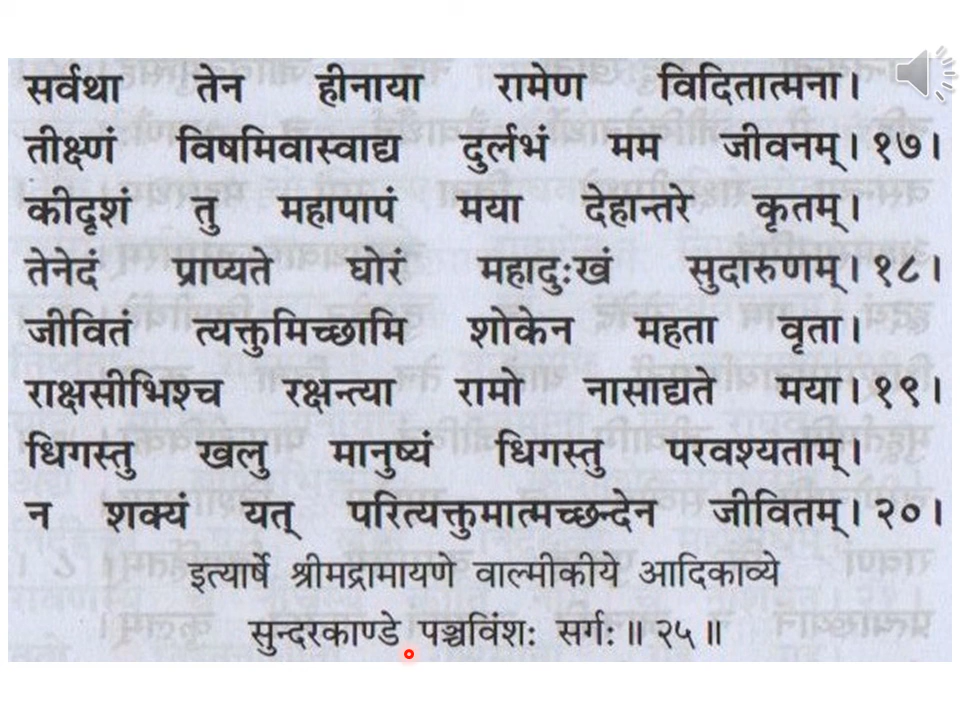 सर्वथा तेन हीनाया रामेण विदितात्मना।
तीक्ष्णं विषमिवास्वाद्य दुर्लभं मम जीवनम्। १७।
कीदृशं तु महापापं मया देहान्तरे कृतम्।
तेनेदं प्राप्यते घोरं महादुःखं सुदारुणम्। १८।
जीवितं त्यक्तुमिच्छामि शोकेन महता वृता।
राक्षसीभिश्च रक्षन्त्या रामो नासाद्यते मया। १९।
धिगस्तु खलु मानुष्यं धिगस्तु परवश्यताम्।
न शक्यं यत् परित्यक्तुमात्मच्छन्देन जीवितम्। २०।
इत्यार्षे श्रीमद्रामायणे वाल्मीकीये आदिकाव्ये
सुन्दरकाण्डे पञ्चविंशः सर्गः॥ २५॥